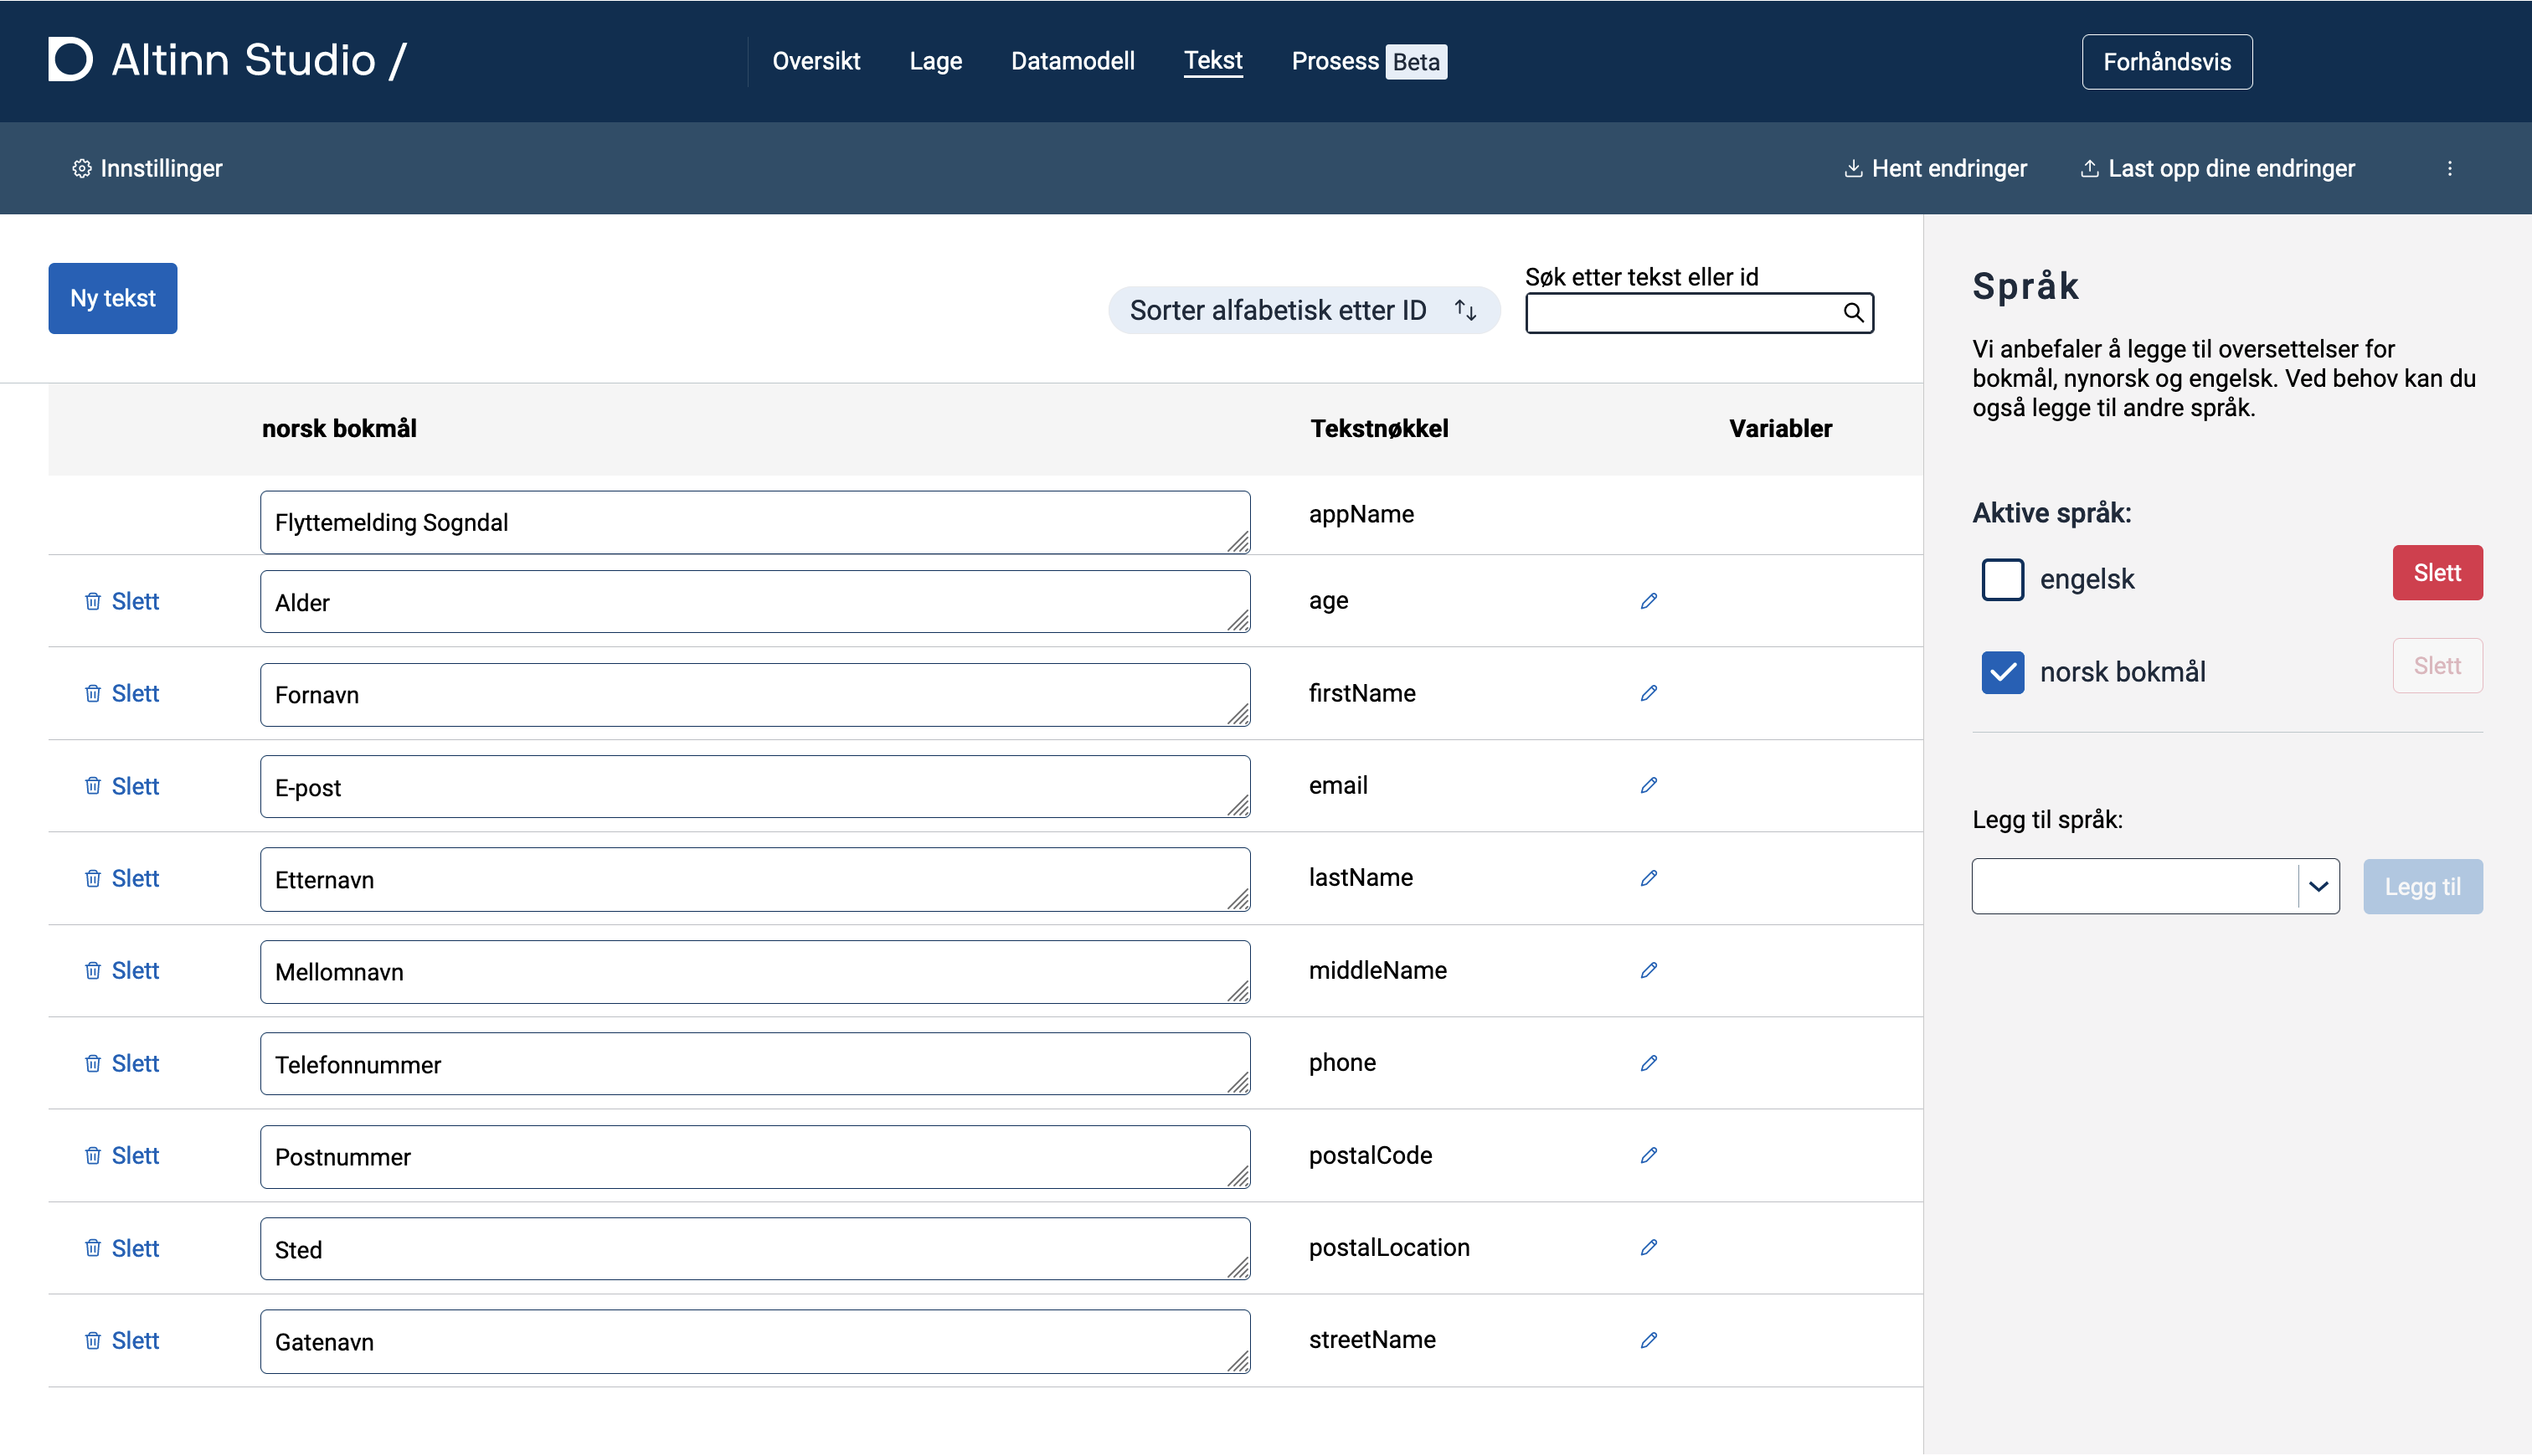 Altinn Studio /
Oversikt Lage Datamodell Tekst Prosess Beta Forhåndsvis
Innstillinger Hent endringer Last opp dine endringer
Ny tekst
Sorter alfabetisk etter ID
Søk etter tekst eller id
norsk bokmål Tekstnøkkel Variabler
Flyttemelding Sogndal appName
Slett Alder age
Slett Fornavn firstName
Slett E-post email
Slett Etternavn lastName
Slett Mellomnavn middleName
Slett Telefonnummer phone
Slett Postnummer postalCode
Slett Sted postalLocation
Slett Gatenavn streetName
Språk
Vi anbefaler å legge til oversettelser for
bokmål, nynorsk og engelsk. Ved behov kan du
også legge til andre språk.
Aktive språk:
engelsk Slett
norsk bokmål Slett
Legg til språk:
Legg til